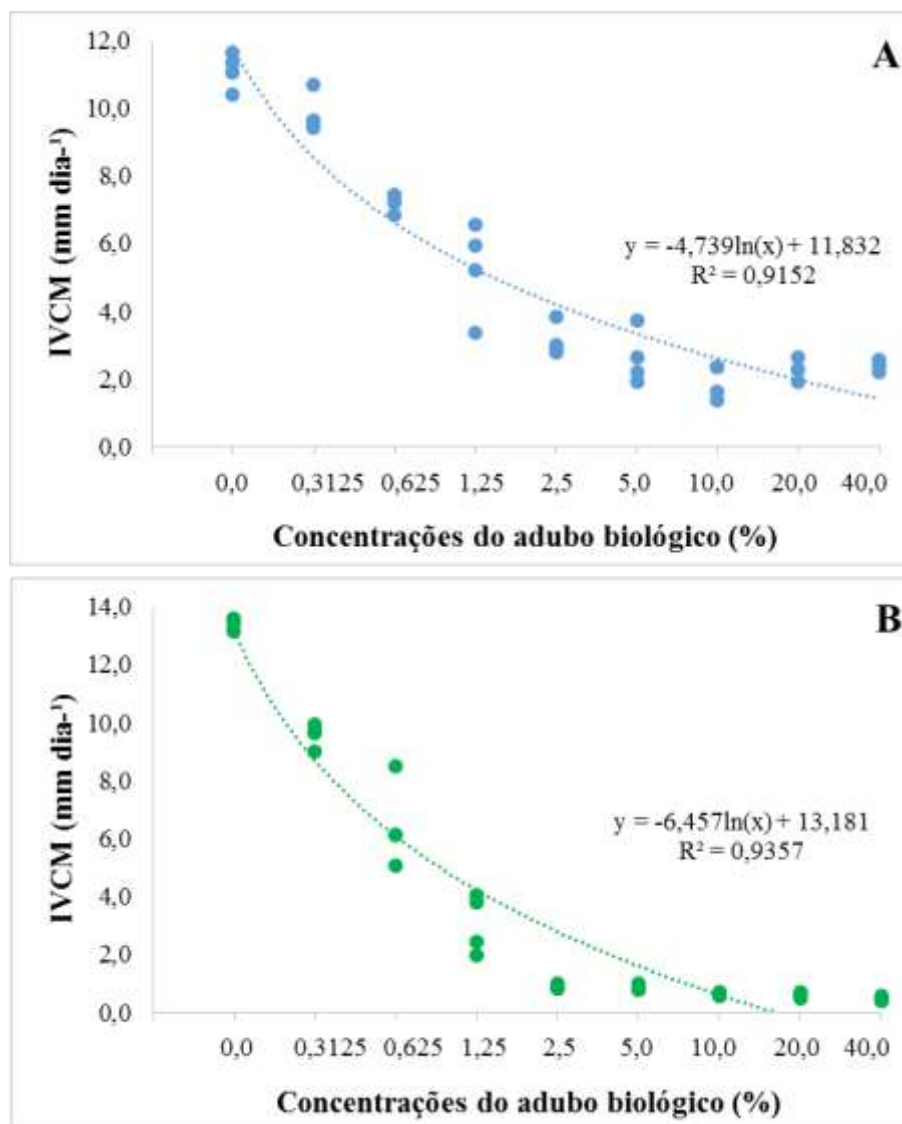 A
12,0
10,0
8,0
6,0
4,0
2,0
0,0
IVCM (mm dia-¹)
y = -4,739ln(x) + 11,832
R² = 0,9152
0,0 0,3125 0,625 1,25 2,5 5,0 10,0 20,0 40,0
Concentrações do adubo biológico (%)
B
14,0
12,0
10,0
8,0
6,0
4,0
2,0
0,0
IVCM (mm dia-¹)
y = -6,457ln(x) + 13,181
R² = 0,9357
0,0 0,3125 0,625 1,25 2,5 5,0 10,0 20,0 40,0
Concentrações do adubo biológico (%)